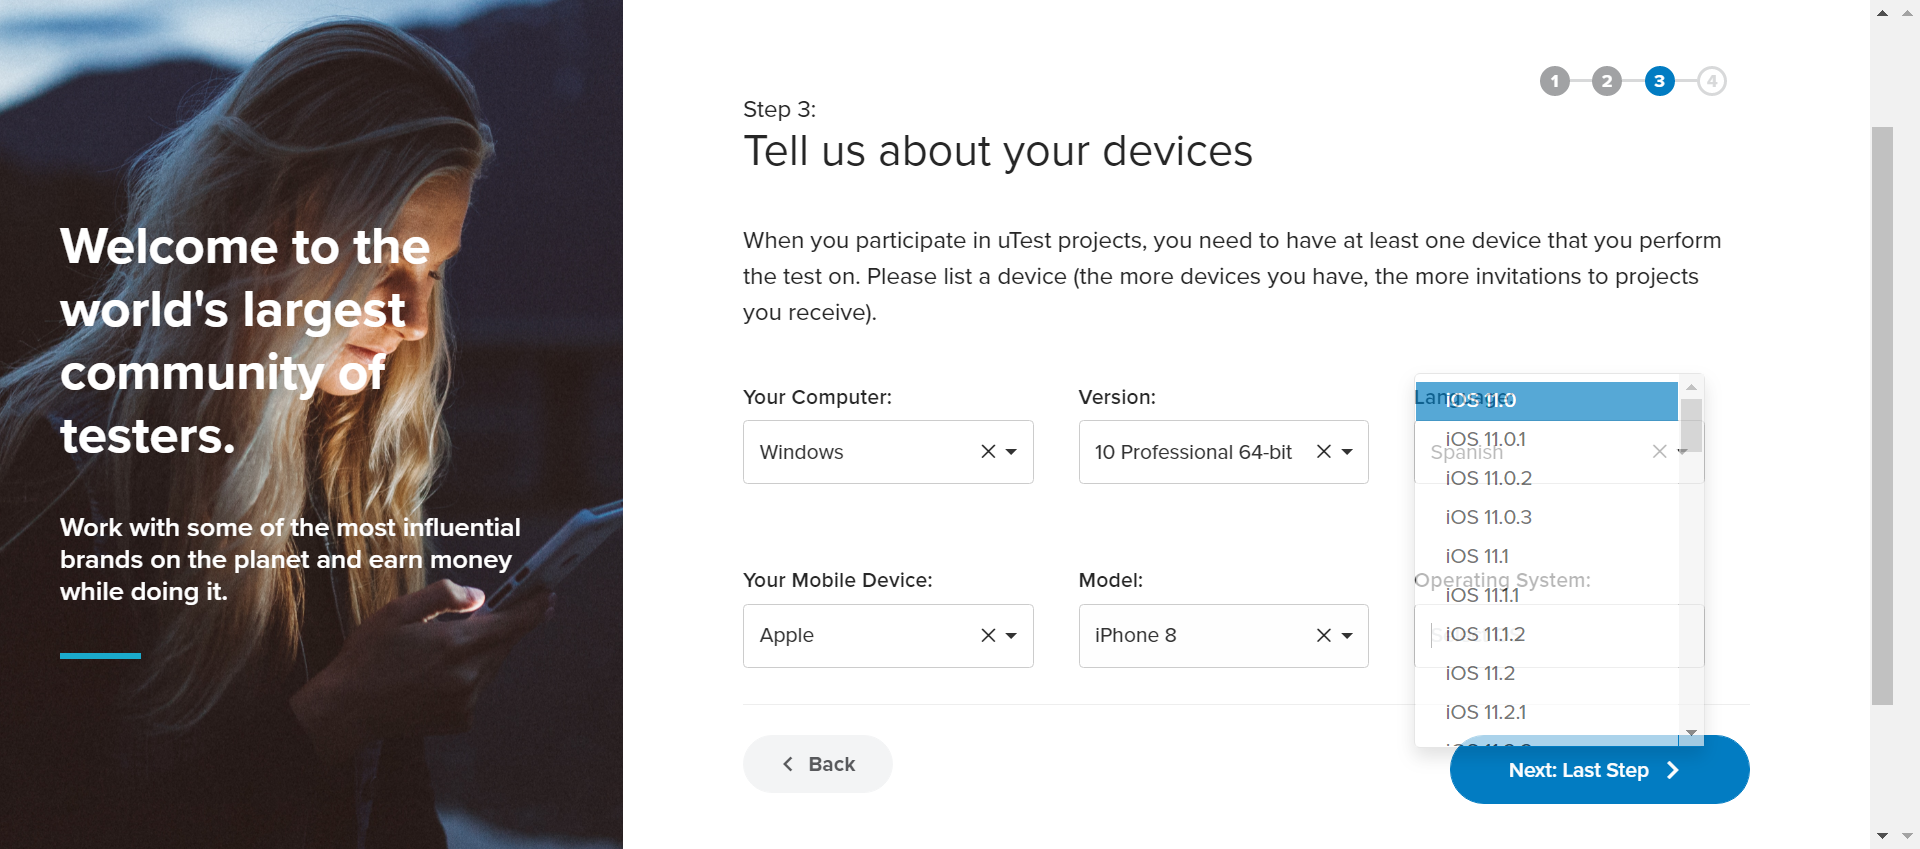 Welcome to the
world's largest
community of
testers.
Work with some of the most influential
brands on the planet and earn money
while doing it.
1 2 3 4
Step 3:
Tell us about your devices
When you participate in uTest projects, you need to have at least one device that you perform
the test on. Please list a device (the more devices you have, the more invitations to projects
you receive).
Your Computer:
Windows
Version:
10 Professional 64-bit
Language:
Spanish
Your Mobile Device:
Apple
Model:
iPhone 8
Operating System:
iOS 11.0
iOS 11.0.1
iOS 11.0.2
iOS 11.0.3
iOS 11.1
iOS 11.1.1
iOS 11.1.2
iOS 11.2
iOS 11.2.1
Back
Next: Last Step